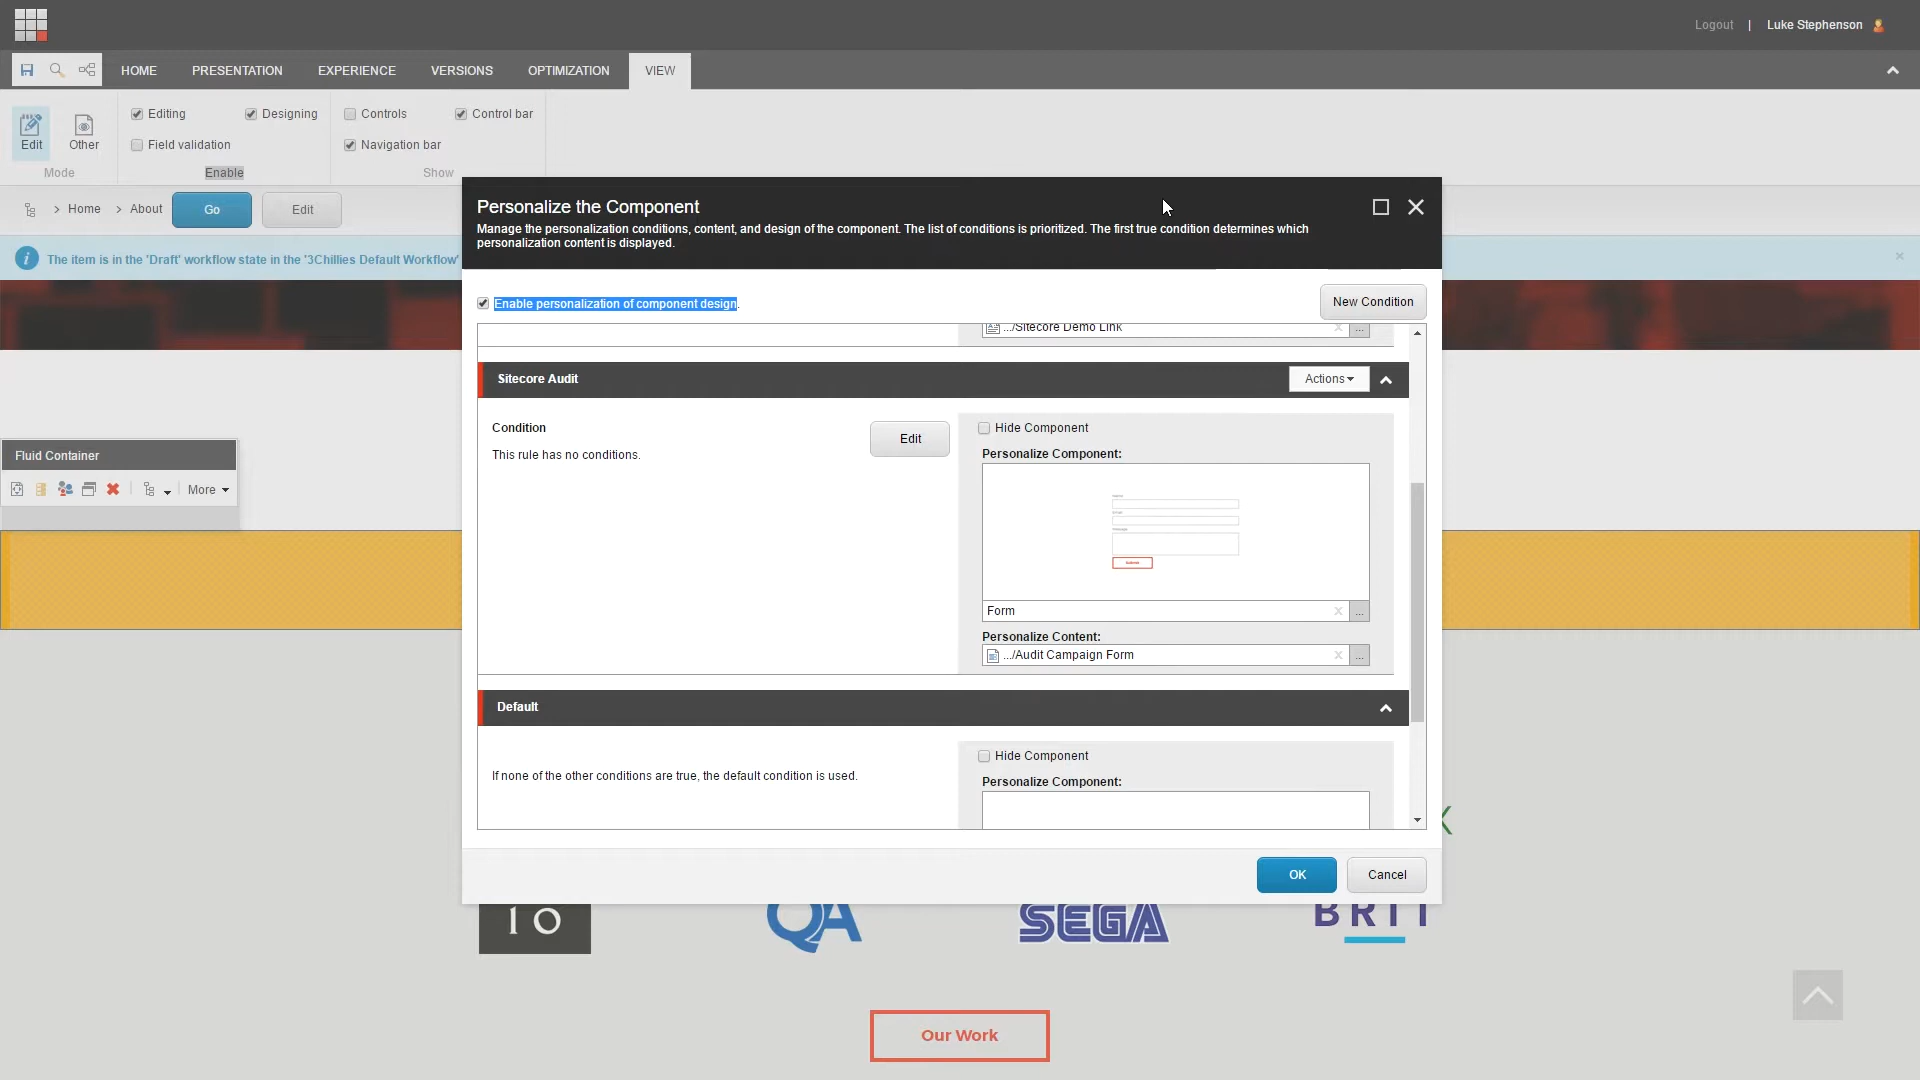 Logout | Luke Stephenson
HOME PRESENTATION EXPERIENCE VERSIONS OPTIMIZATION VIEW
Edit Other
Mode
Editing Designing
Field validation
Enable
Controls Control bar
Navigation bar
Show
> Home > About Go Edit
The item is in the 'Draft' workflow state in the '3Chillies Default Workflow'
Personalize the Component
Manage the personalization conditions, content, and design of the component. The list of conditions is prioritized. The first true condition determines which
personalization content is displayed.
Enable personalization of component design.
New Condition
.../Sitecore Demo Link x ...
Sitecore Audit Actions
Condition
This rule has no conditions.
Edit
Hide Component
Personalize Component:
Form x ...
Personalize Content:
.../Audit Campaign Form x ...
Default
If none of the other conditions are true, the default condition is used.
Hide Component
Personalize Component:
OK Cancel
Fluid Container
More
QA
SEGA
Our Work